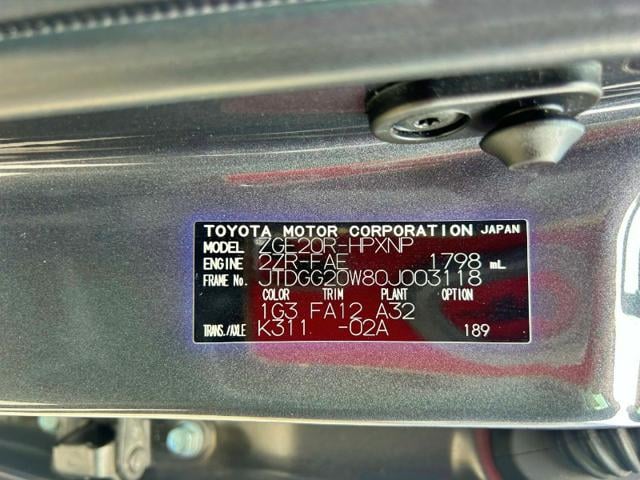 TOYOTA MOTOR CORPORATION JAPAN
MODEL ZGE20R-HPXNP
ENGINE 2ZR-FAE 1798 mL
FRAME No. JTDGG20W80J003118
COLOR TRIM PLANT OPTION
1G3 FA12 A32
TRANS./AXLE K311 -02A 189